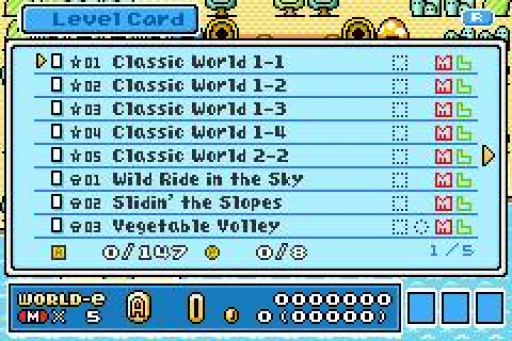 Level Card
R
★01 Classic World 1-1 M L
★02 Classic World 1-2 M L
★03 Classic World 1-3 M L
★04 Classic World 1-4 M L
★05 Classic World 2-2 M L
01 Wild Ride in the Sky M L
02 Slidin' the Slopes M L
03 Vegetable Volley M L
A 0/147 0/8 1/5
WORLD-e A 0000000
M X 5 0(00000)